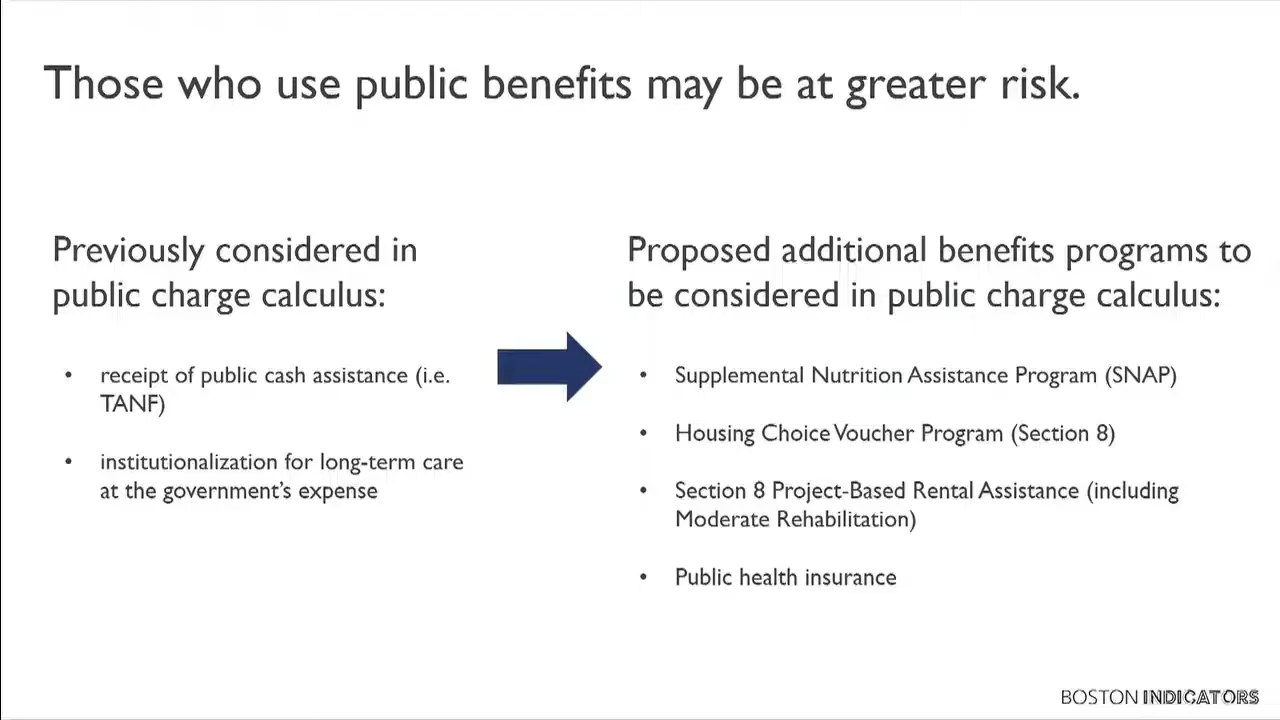 Those who use public benefits may be at greater risk.
Previously considered in
public charge calculus:
• receipt of public cash assistance (i.e.
TANF)
• institutionalization for long-term care
at the government's expense
Proposed additional benefits programs to
be considered in public charge calculus:
• Supplemental Nutrition Assistance Program (SNAP)
• Housing Choice Voucher Program (Section 8)
• Section 8 Project-Based Rental Assistance (including
Moderate Rehabilitation)
• Public health insurance
BOSTON INDICATORS